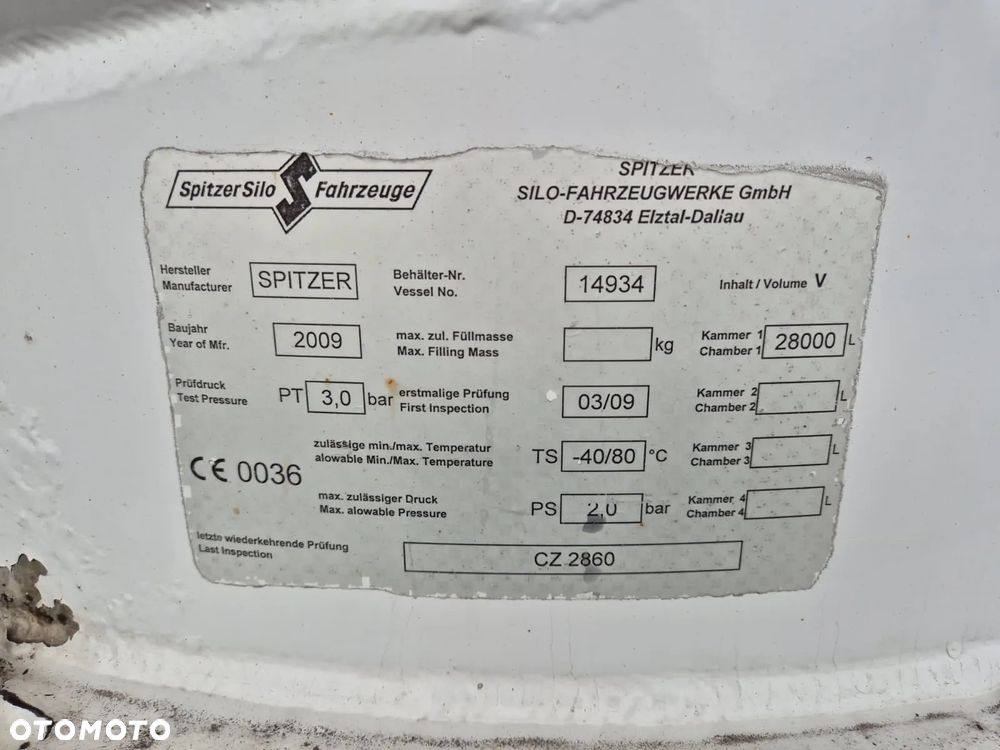 SpitzerSilo S Fahrzeuge
SPITZER
SILO-FAHRZEUGWERKE GmbH
D-74834 Elztal-Dallau
Hersteller
Manufacturer
SPITZER
Behälter-Nr.
Vessel No.
14934
Inhalt / Volume V
Baujahr
Year of Mfr.
2009
max. zul. Füllmasse
Max. Filling Mass
kg
Kammer 1
Chamber 1
28000 L
Prüfdruck
Test Pressure
PT 3,0 bar
erstmalige Prüfung
First Inspection
03/09
Kammer 2
Chamber 2
L
zulässige min./max. Temperatur
alowable Min./Max. Temperature
TS -40/80 °C
Kammer 3
Chamber 3
L
CE 0036
max. zulässiger Druck
Max. alowable Pressure
PS 2,0 bar
Kammer 4
Chamber 4
L
letzte wiederkehrende Prüfung
Last Inspection
CZ 2860
OTOMOTO